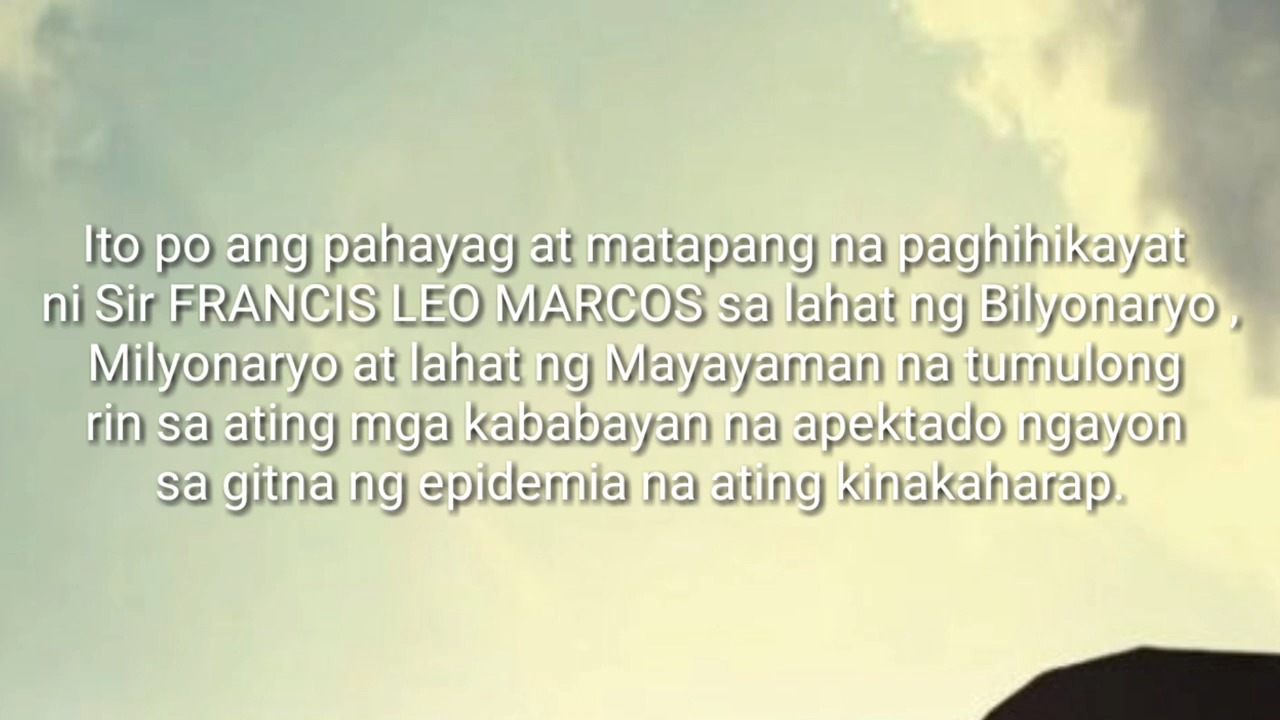 Ito po ang pahayag at matapang na paghihikayat
ni Sir FRANCIS LEO MARCOS sa lahat ng Bilyonaryo ,
Milyonaryo at lahat ng Mayayaman na tumulong
rin sa ating mga kababayan na apektado ngayon
sa gitna ng epidemia na ating kinakaharap.